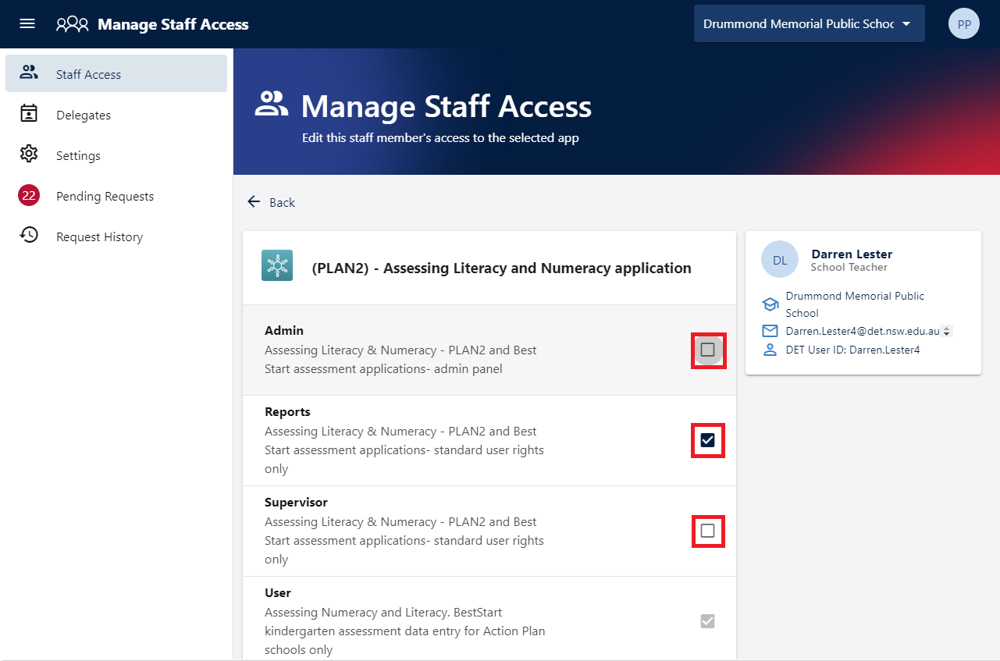 Manage Staff Access
Drummond Memorial Public Schoo
PP
Staff Access
Delegates
Settings
22 Pending Requests
Request History
Manage Staff Access
Edit this staff member's access to the selected app
Back
(PLAN2) - Assessing Literacy and Numeracy application
Admin
Assessing Literacy & Numeracy - PLAN2 and Best
Start assessment applications- admin panel
Reports
Assessing Literacy & Numeracy - PLAN2 and Best
Start assessment applications- standard user rights
only
Supervisor
Assessing Literacy & Numeracy - PLAN2 and Best
Start assessment applications- standard user rights
only
User
Assessing Numeracy and Literacy. BestStart
kindergarten assessment data entry for Action Plan
schools only
DL
Darren Lester
School Teacher
Drummond Memorial Public
School
Darren.Lester4@det.nsw.edu.au
DET User ID: Darren.Lester4